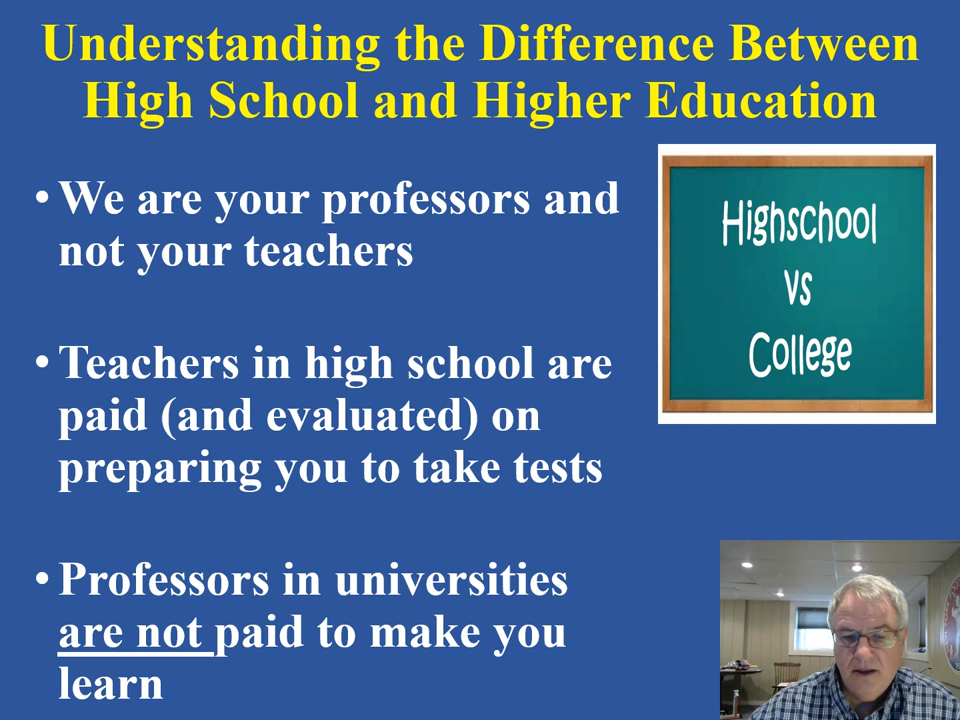 Understanding the Difference Between
High School and Higher Education
• We are your professors and
not your teachers
Highschool
vs
College
• Teachers in high school are
paid (and evaluated) on
preparing you to take tests
• Professors in universities
are not paid to make you
learn